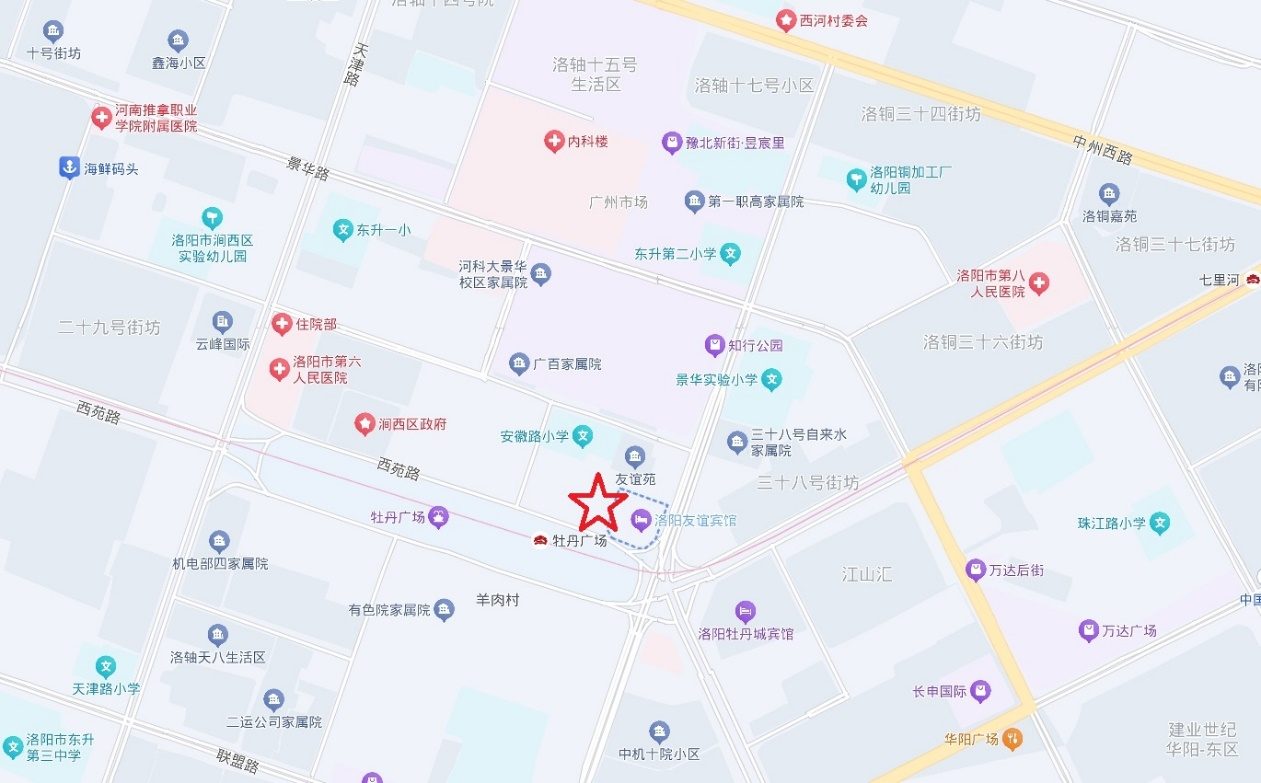 洛轴十四号院
西河村委会
十号街坊
鑫海小区
天津路
洛轴十五号
生活区
洛轴十七号小区
洛铜三十四街坊
河南推拿职业
学院附属医院
内科楼
豫北新街·昱宸里
中州西路
海鲜码头
景华路
洛阳铜加工厂
幼儿园
广州市场
第一职高家属院
洛铜嘉苑
洛阳市涧西区
实验幼儿园
东升一小
东升第二小学
洛铜三十七街坊
河科大景华
校区家属院
洛阳市第八
人民医院
七里河
二十九号街坊
云峰国际
住院部
知行公园
洛铜三十六街坊
洛阳市第六
人民医院
广百家属院
景华实验小学
西苑路
涧西区政府
安徽路小学
三十八号自来水
家属院
西苑路
友谊苑
三十八号街坊
牡丹广场
洛阳友谊宾馆
珠江路小学
牡丹广场
机电部四家属院
江山汇
万达后街
有色院家属院
羊肉村
洛阳牡丹城宾馆
万达广场
洛轴天八生活区
天津路小学
长申国际
二运公司家属院
洛阳市东升
第三中学
联盟路
中机十院小区
华阳广场
建业世纪
华阳-东区